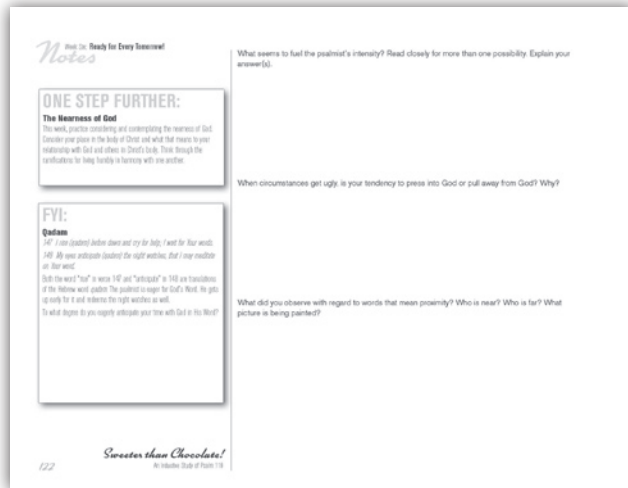 Notes
Week Six: Ready for Every Tomorrow!
ONE STEP FURTHER:
The Nearness of God
This week, practice considering and contemplating the nearness of God.
Consider your place in the body of Christ and what that means to your
relationship with God and others in Christ's body. Think through the
ramifications for living humbly in harmony with one another.
FYI:
Qadam
147 I rise (qadam) before dawn and cry for help; I wait for Your words.
148 My eyes anticipate (qadam) the night watches, that I may meditate
on Your word.
Both the word "rise" in verse 147 and "anticipate" in 148 are translations
of the Hebrew word qadam. The psalmist is eager for God's Word. He gets
up early for it and redeems the night watches as well.
To what degree do you eagerly anticipate your time with God in His Word?
What seems to fuel the psalmist's intensity? Read closely for more than one possibility. Explain your
answer(s).
When circumstances get ugly, is your tendency to press into God or pull away from God? Why?
What did you observe with regard to words that mean proximity? Who is near? Who is far? What
picture is being painted?
Sweeter than Chocolate!
An Inductive Study of Psalm 119
122